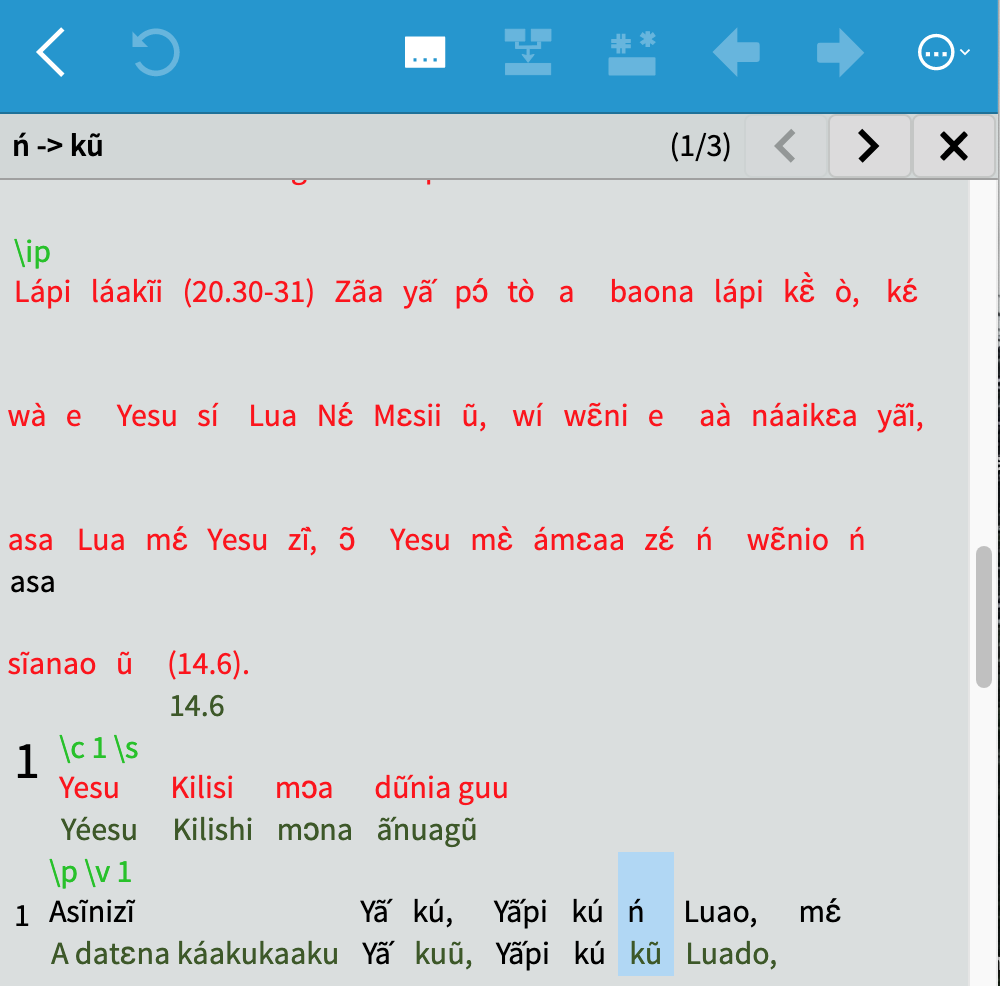 ń -> kũ (1/3)
\ip
Lápi láakĩi (20.30-31) Zãa yã́ pɔ́ tò a baona lápi kɛ̃̀ ò, kɛ́
wà e Yesu sí Lua Nɛ́ Mɛsii ũ, wí wɛ̃ni e aà náaikɛa yã̀i,
asa Lua mɛ́ Yesu zĩ̀, ɔ̃́ Yesu mɛ̀ ámɛaa zɛ́ ń wɛ̃nio ń
asa
sĩanao ũ (14.6).
14.6
1 \c 1 \s
Yesu Kilisi mɔa dṹnia guu
Yéesu Kilishi mɔna ã́nuagũ
\p \v 1
1 Asĩnizĩ Yã́ kú, Yã́pi kú ń Luao, mɛ́
A datɛna káakukaaku Yã́ kuũ, Yã́pi kú kũ Luado,